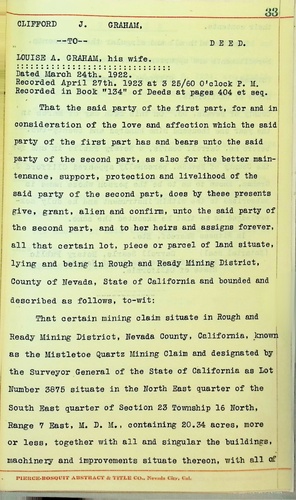 33
CLIFFORD J. GRAHAM,
--TO-- DEED.
LOUISE A. GRAHAM, his wife.
::::::::::::::::::::::::::::::
Dated March 24th. 1922.
Recorded April 27th. 1923 at 3 25/60 O'clock P. M.
Recorded in Book "134" of Deeds at pages 404 et seq.
That the said party of the first part, for and in
consideration of the love and affection which the said
party of the first part has and bears unto the said
party of the second part, as also for the better main-
tenance, support, protection and livelihood of the
said party of the second part, does by these presents
give, grant, alien and confirm, unto the said party of
the second part, and to her heirs and assigns forever,
all that certain lot, piece or parcel of land situate,
lying and being in Rough and Ready Mining District,
County of Nevada, State of California and bounded and
described as follows, to-wit:
That certain mining claim situate in Rough and
Ready Mining District, Nevada County, California, known
as the Mistletoe Quartz Mining Claim and designated by
the Surveyor General of the State of California as Lot
Number 3875 situate in the North East quarter of the
South East quarter of Section 23 Township 16 North,
Range 7 East, M. D. M., containing 20.34 acres, more
or less, together with all and singular the buildings,
machinery and improvements situate thereon, with all of
PIERCE-BOSQUIT ABSTRACT & TITLE CO., Nevada City, Cal.